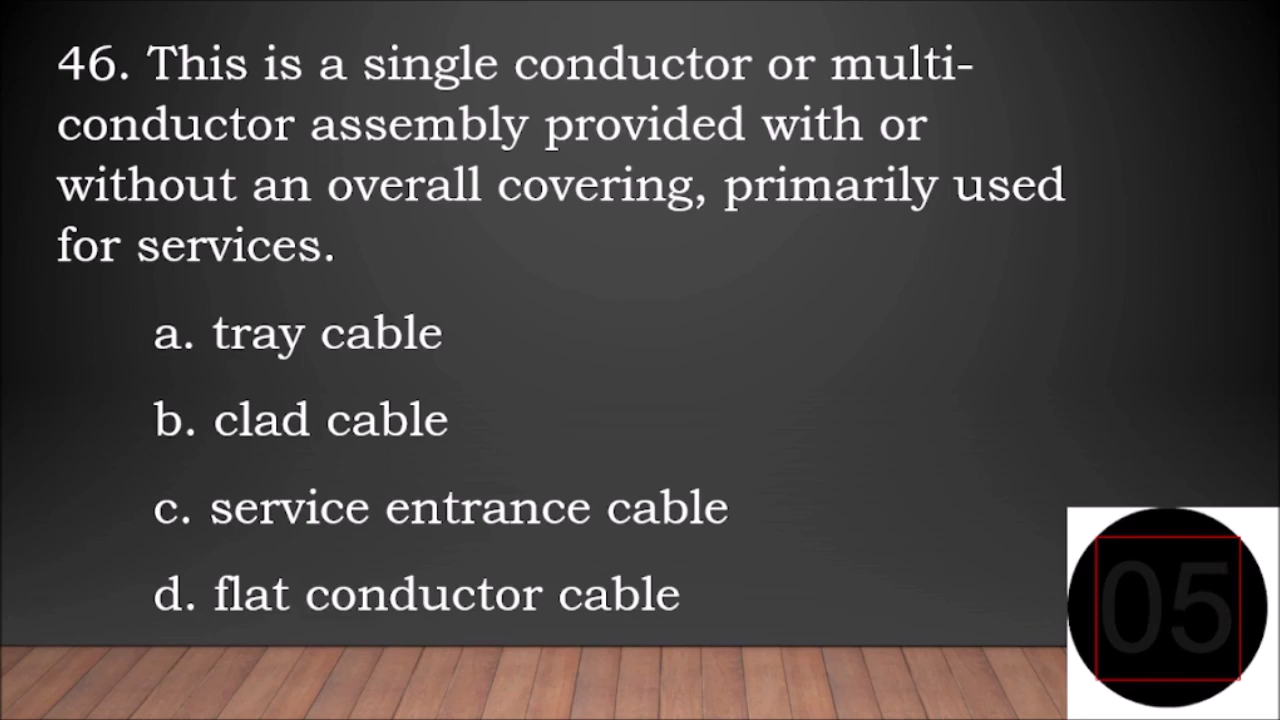 46. This is a single conductor or multi-
conductor assembly provided with or
without an overall covering, primarily used
for services.
a. tray cable
b. clad cable
c. service entrance cable
d. flat conductor cable
05